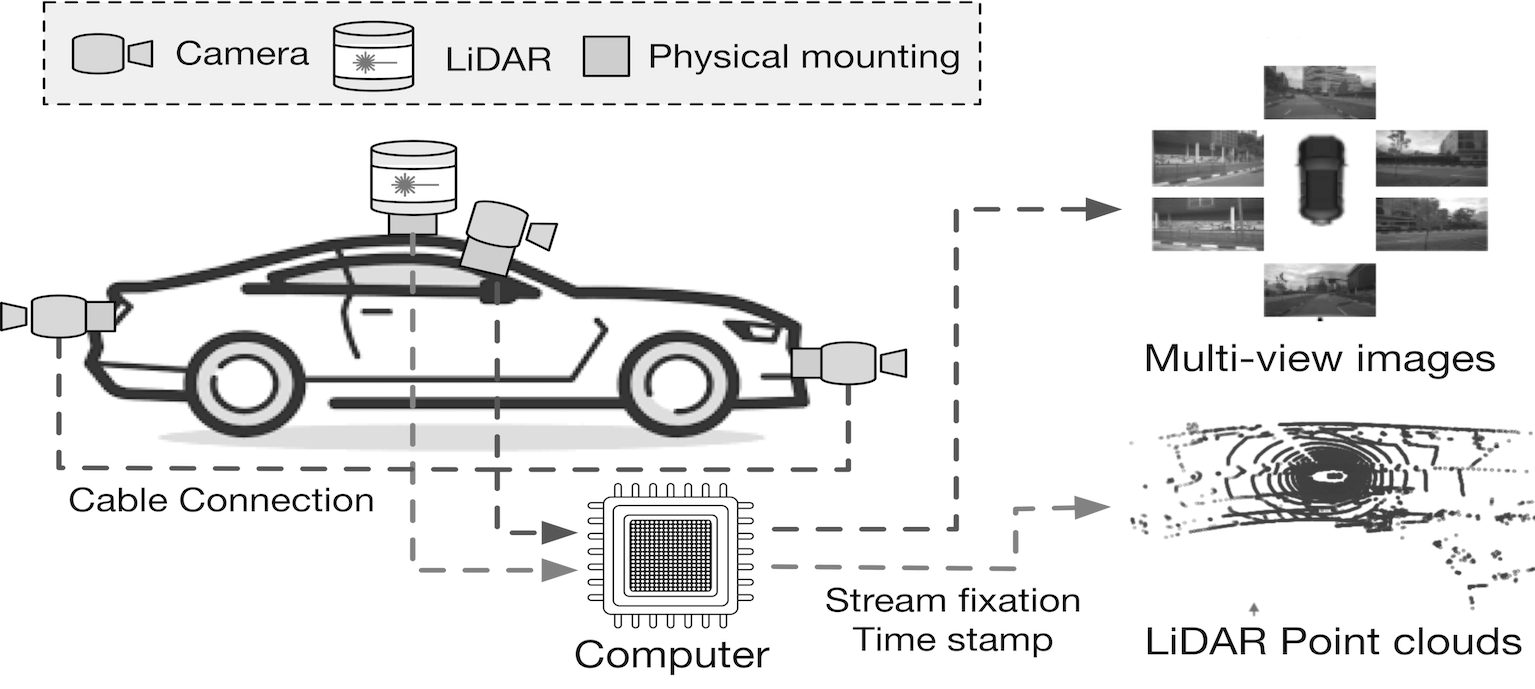 Camera
LiDAR
Physical mounting
Multi-view images
Cable Connection
Stream fixation
Time stamp
Computer
LiDAR Point clouds